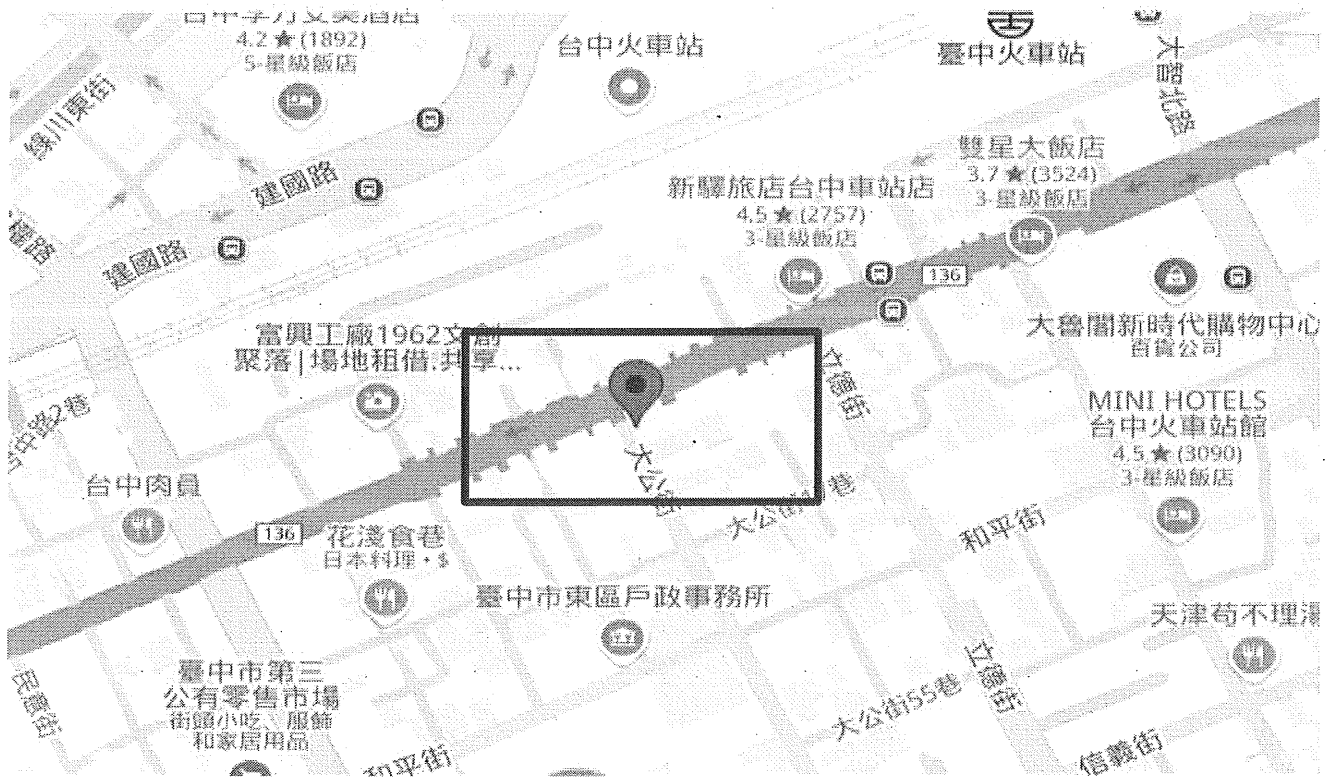 4.2 ★ (1892)
5-星級飯店
台中火車站
臺中火車站
大智北路
綠川東街
建國路
雙星大飯店
3.7 ★ (3524)
3-星級飯店
新驛旅店台中車站店
4.5 ★ (2757)
3-星級飯店
建國路
136
富興工廠1962文創
聚落|場地租借.共享...
大魯閣新時代購物中心
百貨公司
立德街
MINI HOTELS
台中火車站館
4.5 ★ (3090)
3-星級飯店
台中肉員
136
花淺食巷
日本料理・$
和平街
臺中市東區戶政事務所
天津苟不理湯
臺中市第三
公有零售市場
街頭小吃、服飾
和家居用品
民意街
立德街
大公街55巷
和平街
信義街